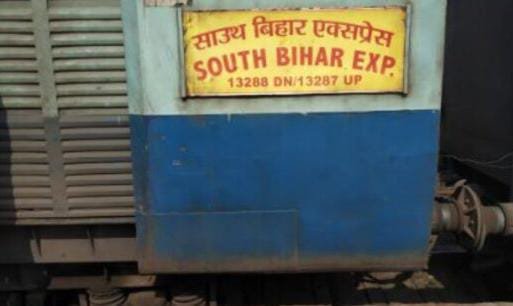 साउथ बिहार एक्सप्रेस
SOUTH BIHAR EXP.
13288 DN/13287 UP